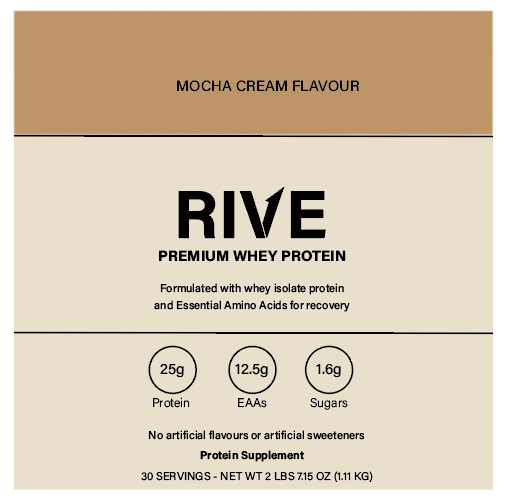 MOCHA CREAM FLAVOUR
RIVE
PREMIUM WHEY PROTEIN
Formulated with whey isolate protein
and Essential Amino Acids for recovery
25g 12.5g 1.6g
Protein EAAs Sugars
No artificial flavours or artificial sweeteners
Protein Supplement
30 SERVINGS - NET WT 2 LBS 7.15 OZ (1.11 KG)